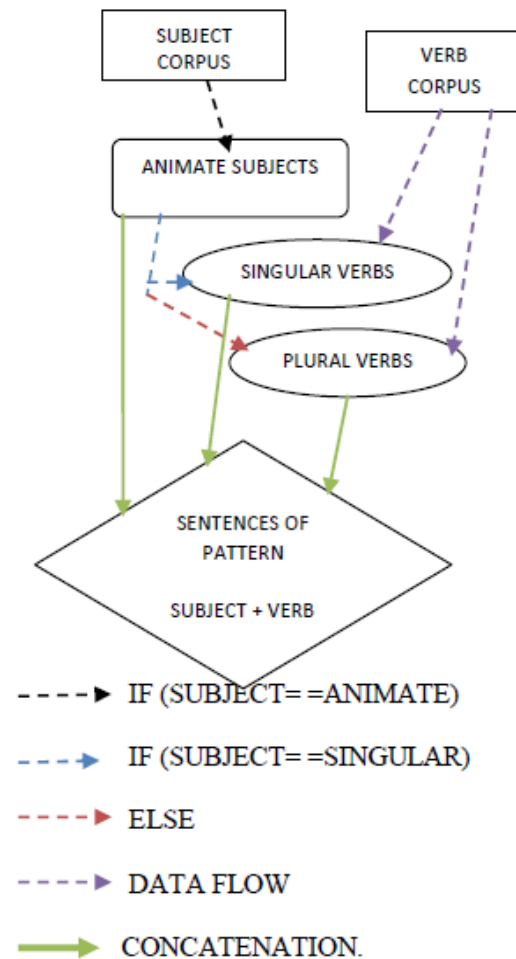 SUBJECT
CORPUS
VERB
CORPUS
ANIMATE SUBJECTS
SINGULAR VERBS
PLURAL VERBS
SENTENCES OF
PATTERN
SUBJECT + VERB
IF (SUBJECT= =ANIMATE)
IF (SUBJECT= =SINGULAR)
ELSE
DATA FLOW
CONCATENATION.